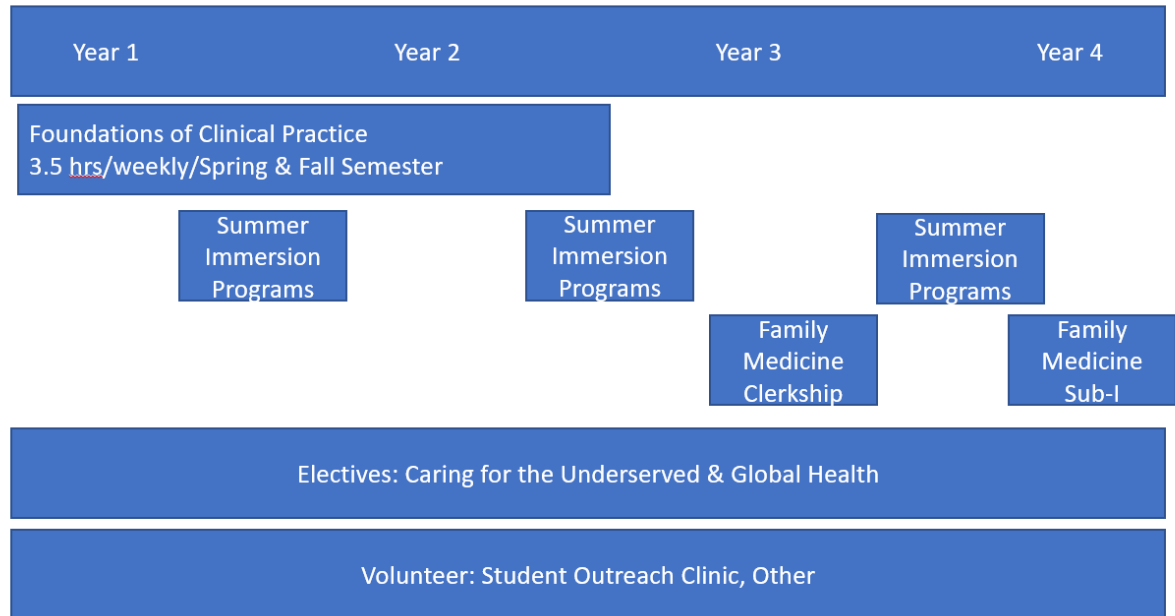 Year 1 Year 2 Year 3 Year 4
Foundations of Clinical Practice
3.5 hrs/weekly/Spring & Fall Semester
Summer
Immersion
Programs
Summer
Immersion
Programs
Summer
Immersion
Programs
Family
Medicine
Clerkship
Family
Medicine
Sub-I
Electives: Caring for the Underserved & Global Health
Volunteer: Student Outreach Clinic, Other